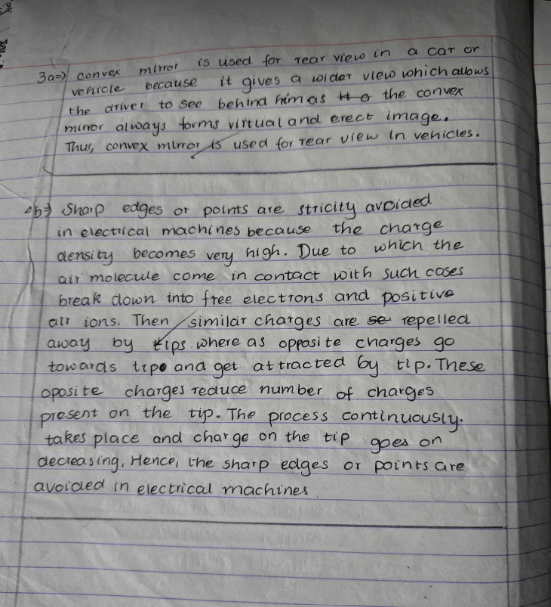 3a⇒) convex mirror is used for rear view in a car or
vehicle because it gives a wider view which allows
the driver to see behind him as the convex
mirror always forms virtual and erect image.
Thus, convex mirror is used for rear view in vehicles.
b⇒ Sharp edges or points are stricity avoided
in electrical machines because the charge
density becomes very high. Due to which the
air molecule come in contact with such cases
break down into free electrons and positive
air ions. Then similar charges are repelled
away by tips where as opposite charges go
towards tips and get attracted by tip. These
oposite charges reduce number of charges
present on the tip. The process continuously.
takes place and charge on the tip goes on
decreasing. Hence, the sharp edges or points are
avoided in electrical machines